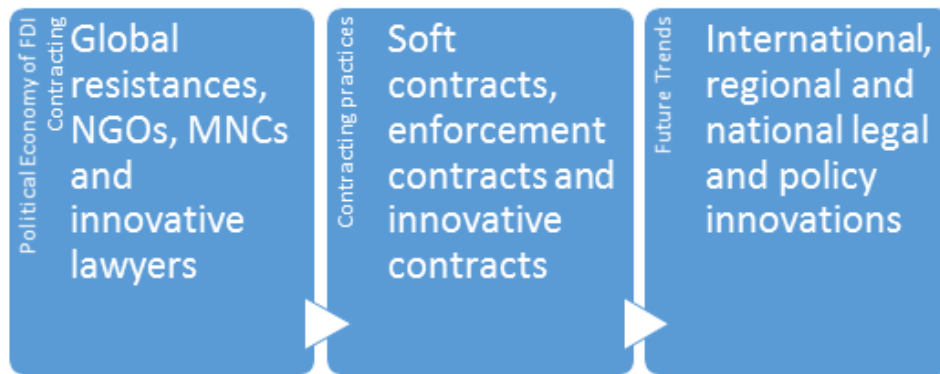 Political Economy of FDI
Contracting
Global
resistances,
NGOs, MNCs
and
innovative
lawyers
Contracting practices
Soft
contracts,
enforcement
contracts and
innovative
contracts
Future Trends
International,
regional and
national legal
and policy
innovations